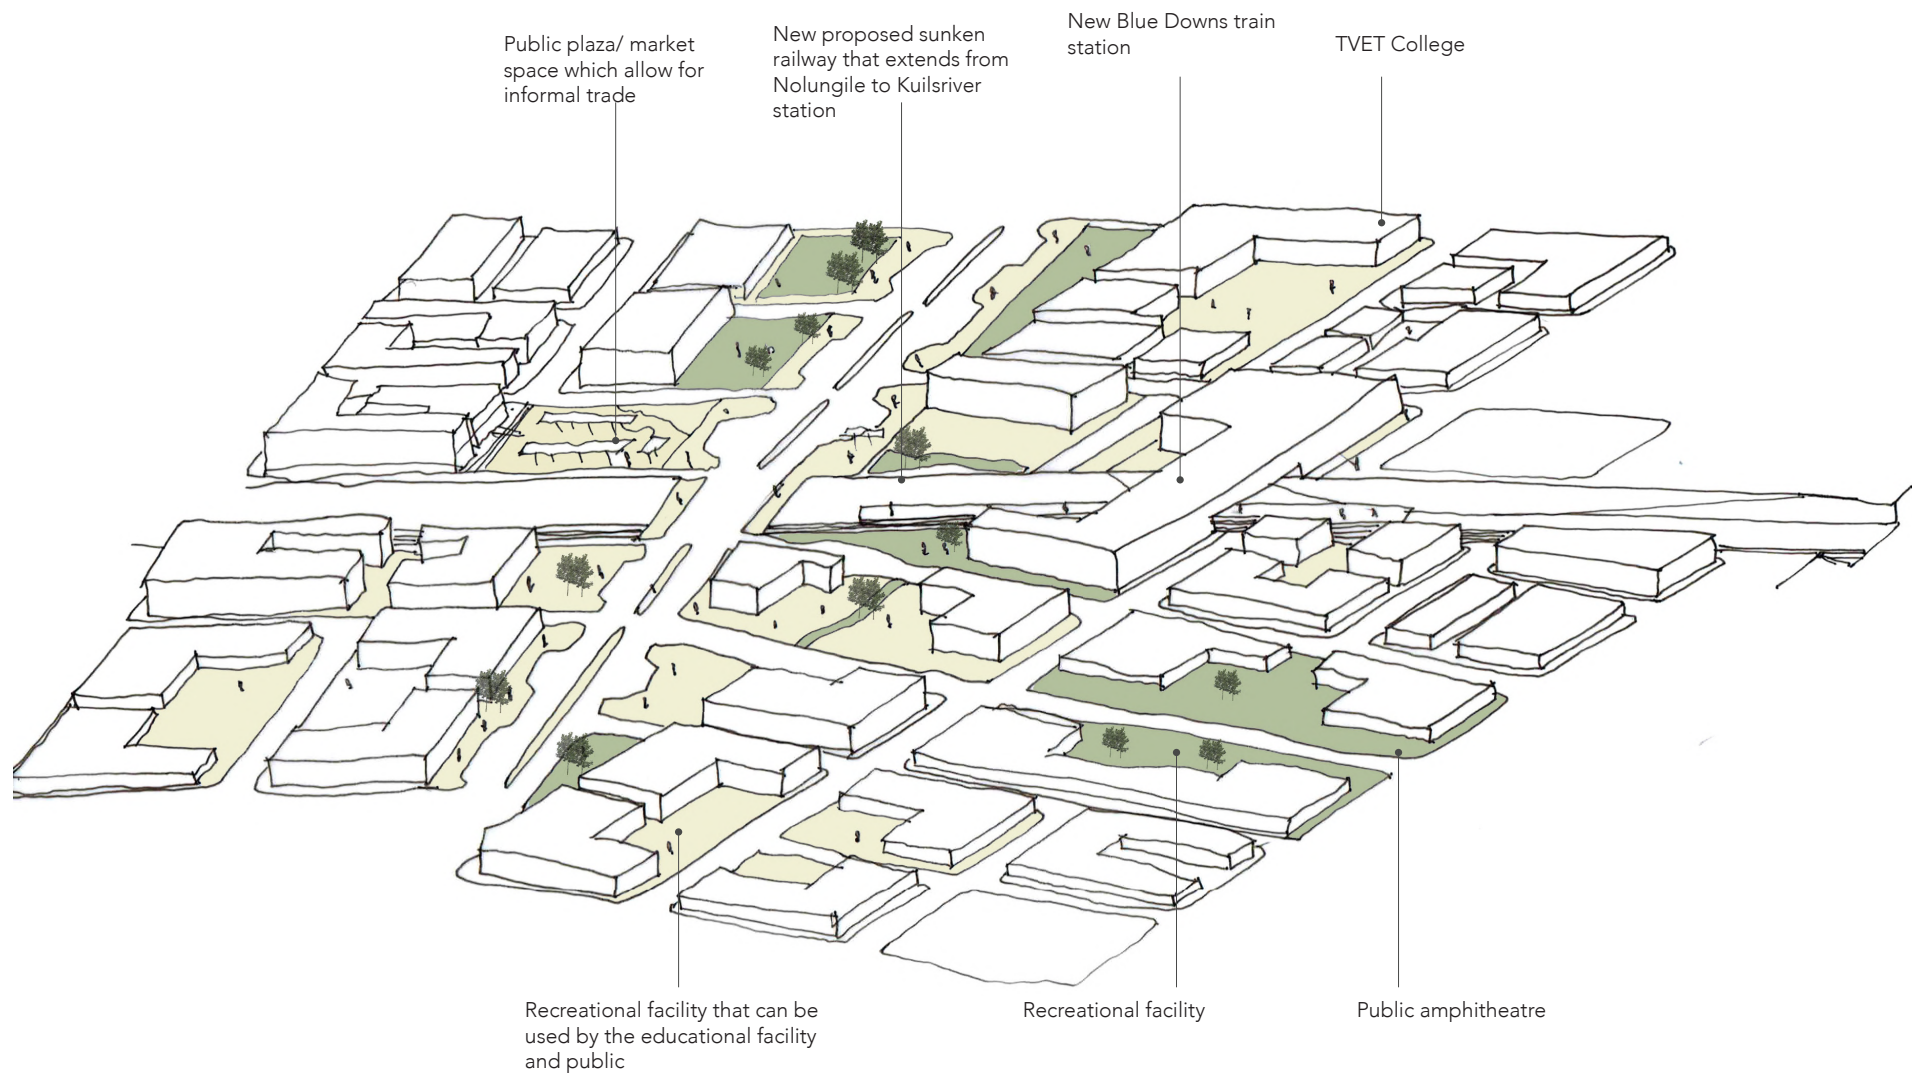 Public plaza/ market
space which allow for
informal trade
New proposed sunken
railway that extends from
Nolungile to Kuilsriver
station
New Blue Downs train
station
TVET College
Recreational facility that can be
used by the educational facility
and public
Recreational facility
Public amphitheatre